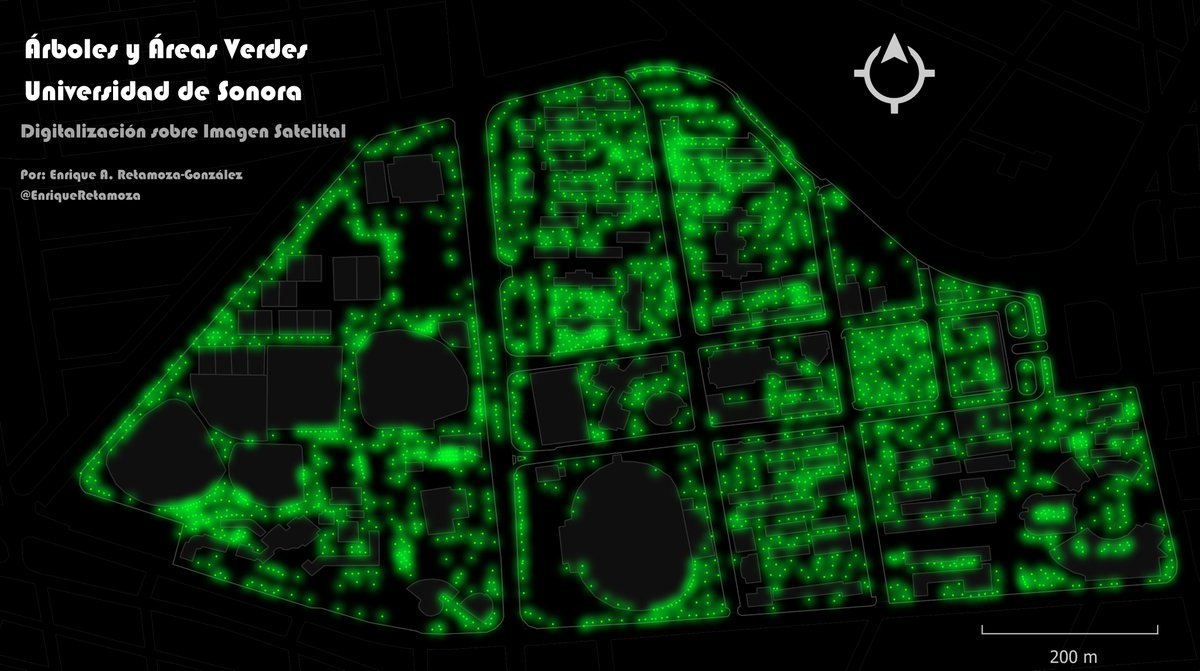 Árboles y Áreas Verdes
Universidad de Sonora
Digitalización sobre Imagen Satelital
Por: Enrique A. Retamoza-González
@EnriqueRetamoza
200 m